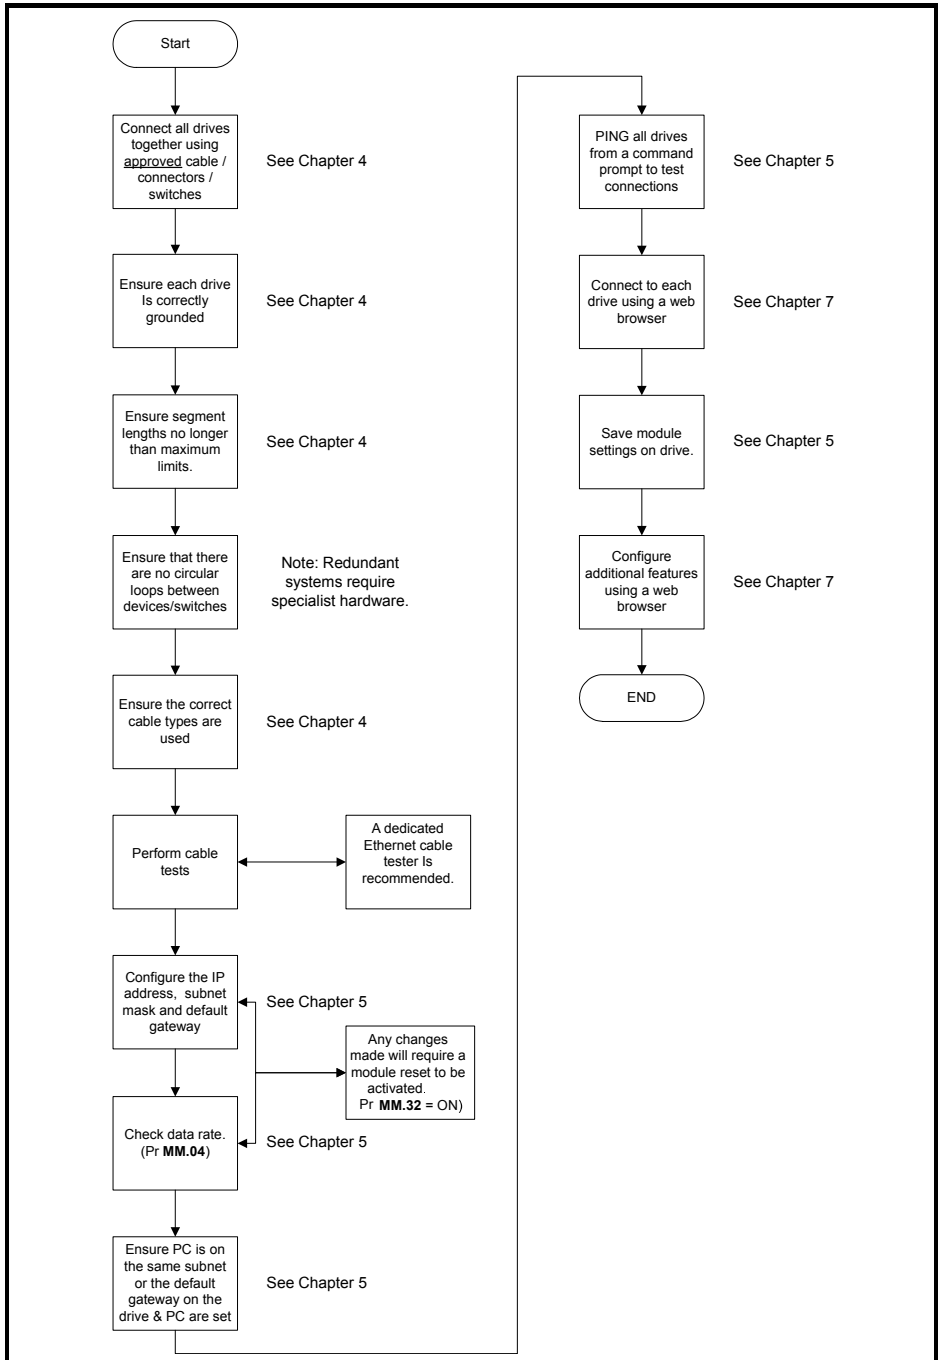 Start
Connect all drives
together using
approved cable /
connectors /
switches
See Chapter 4
Ensure each drive
Is correctly
grounded
See Chapter 4
Ensure segment
lengths no longer
than maximum
limits.
See Chapter 4
Ensure that there
are no circular
loops between
devices/switches
Note: Redundant
systems require
specialist hardware.
Ensure the correct
cable types are
used
See Chapter 4
Perform cable
tests
A dedicated
Ethernet cable
tester Is
recommended.
Configure the IP
address, subnet
mask and default
gateway
See Chapter 5
Any changes
made will require a
module reset to be
activated.
Pr MM.32 = ON)
Check data rate.
(Pr MM.04)
See Chapter 5
Ensure PC is on
the same subnet
or the default
gateway on the
drive & PC are set
See Chapter 5
PING all drives
from a command
prompt to test
connections
See Chapter 5
Connect to each
drive using a web
browser
See Chapter 7
Save module
settings on drive.
See Chapter 5
Configure
additional features
using a web
browser
See Chapter 7
END